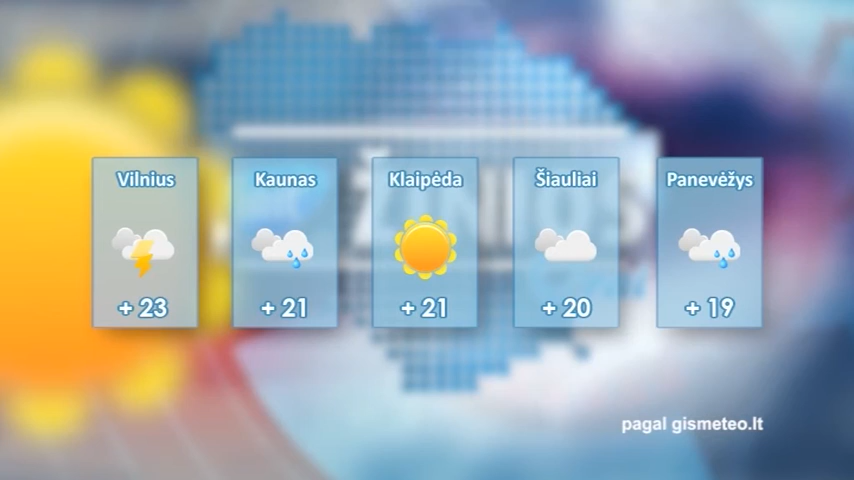 Vilnius
Kaunas
Klaipėda
Šiauliai
Panevėžys
+ 23
+ 21
+ 21
+ 20
+ 19
pagal gismeteo.lt